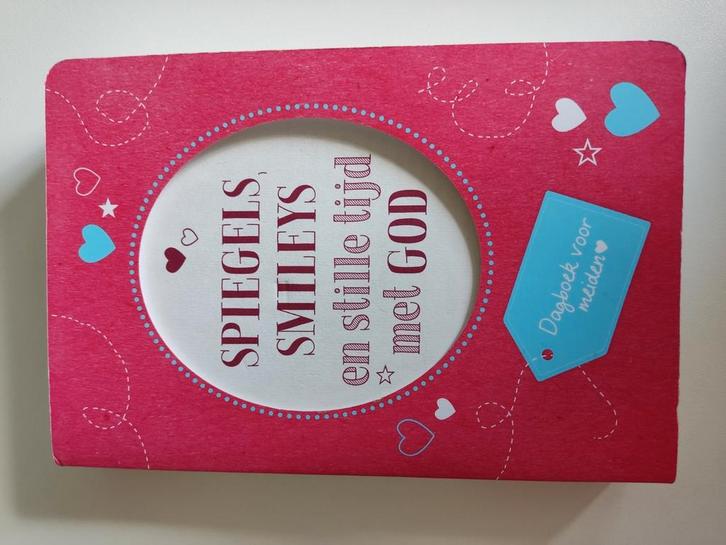 SPIEGELS,
SMILEYS
en stille tijd
met GOD
Dagboek voor
meiden